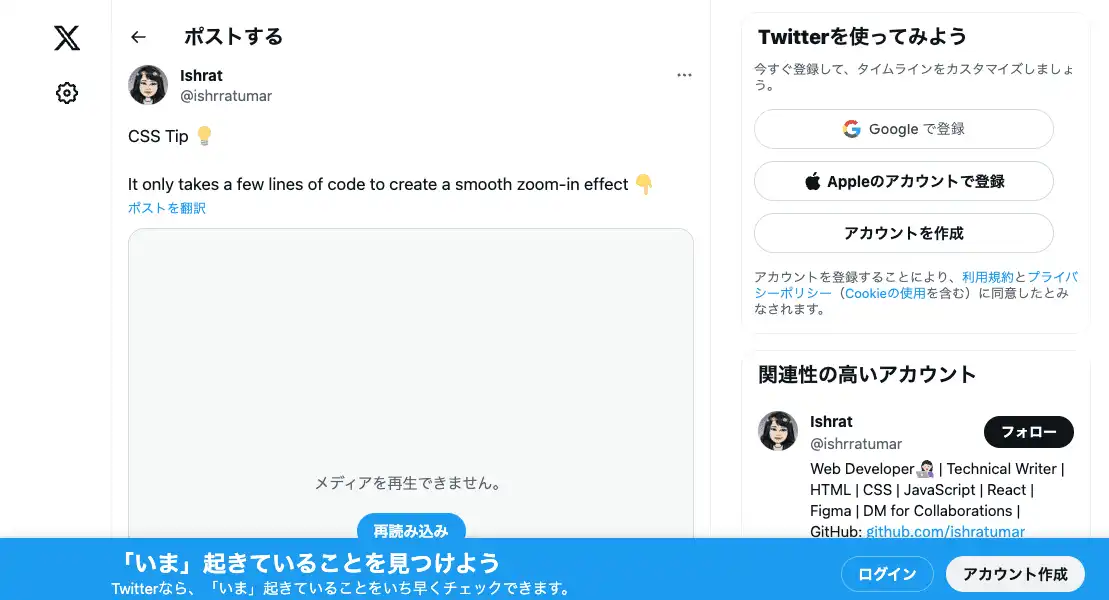 ポストする
Ishrat
@ishrratumar
CSS Tip 💡
It only takes a few lines of code to create a smooth zoom-in effect 👇
ポストを翻訳
メディアを再生できません。
再読み込み
Twitterを使ってみよう
今すぐ登録して、タイムラインをカスタマイズしましょ
う。
Google で登録
Appleのアカウントで登録
アカウントを作成
アカウントを登録することにより、利用規約とプライバ
シーポリシー（Cookieの使用を含む）に同意したとみ
なされます。
関連性の高いアカウント
Ishrat
@ishrratumar
フォロー
Web Developer👩🏻‍💻 | Technical Writer |
HTML | CSS | JavaScript | React |
Figma | DM for Collaborations |
GitHub: github.com/ishratumar
「いま」起きていることを見つけよう
Twitterなら、「いま」起きていることをいち早くチェックできます。
ログイン
アカウント作成